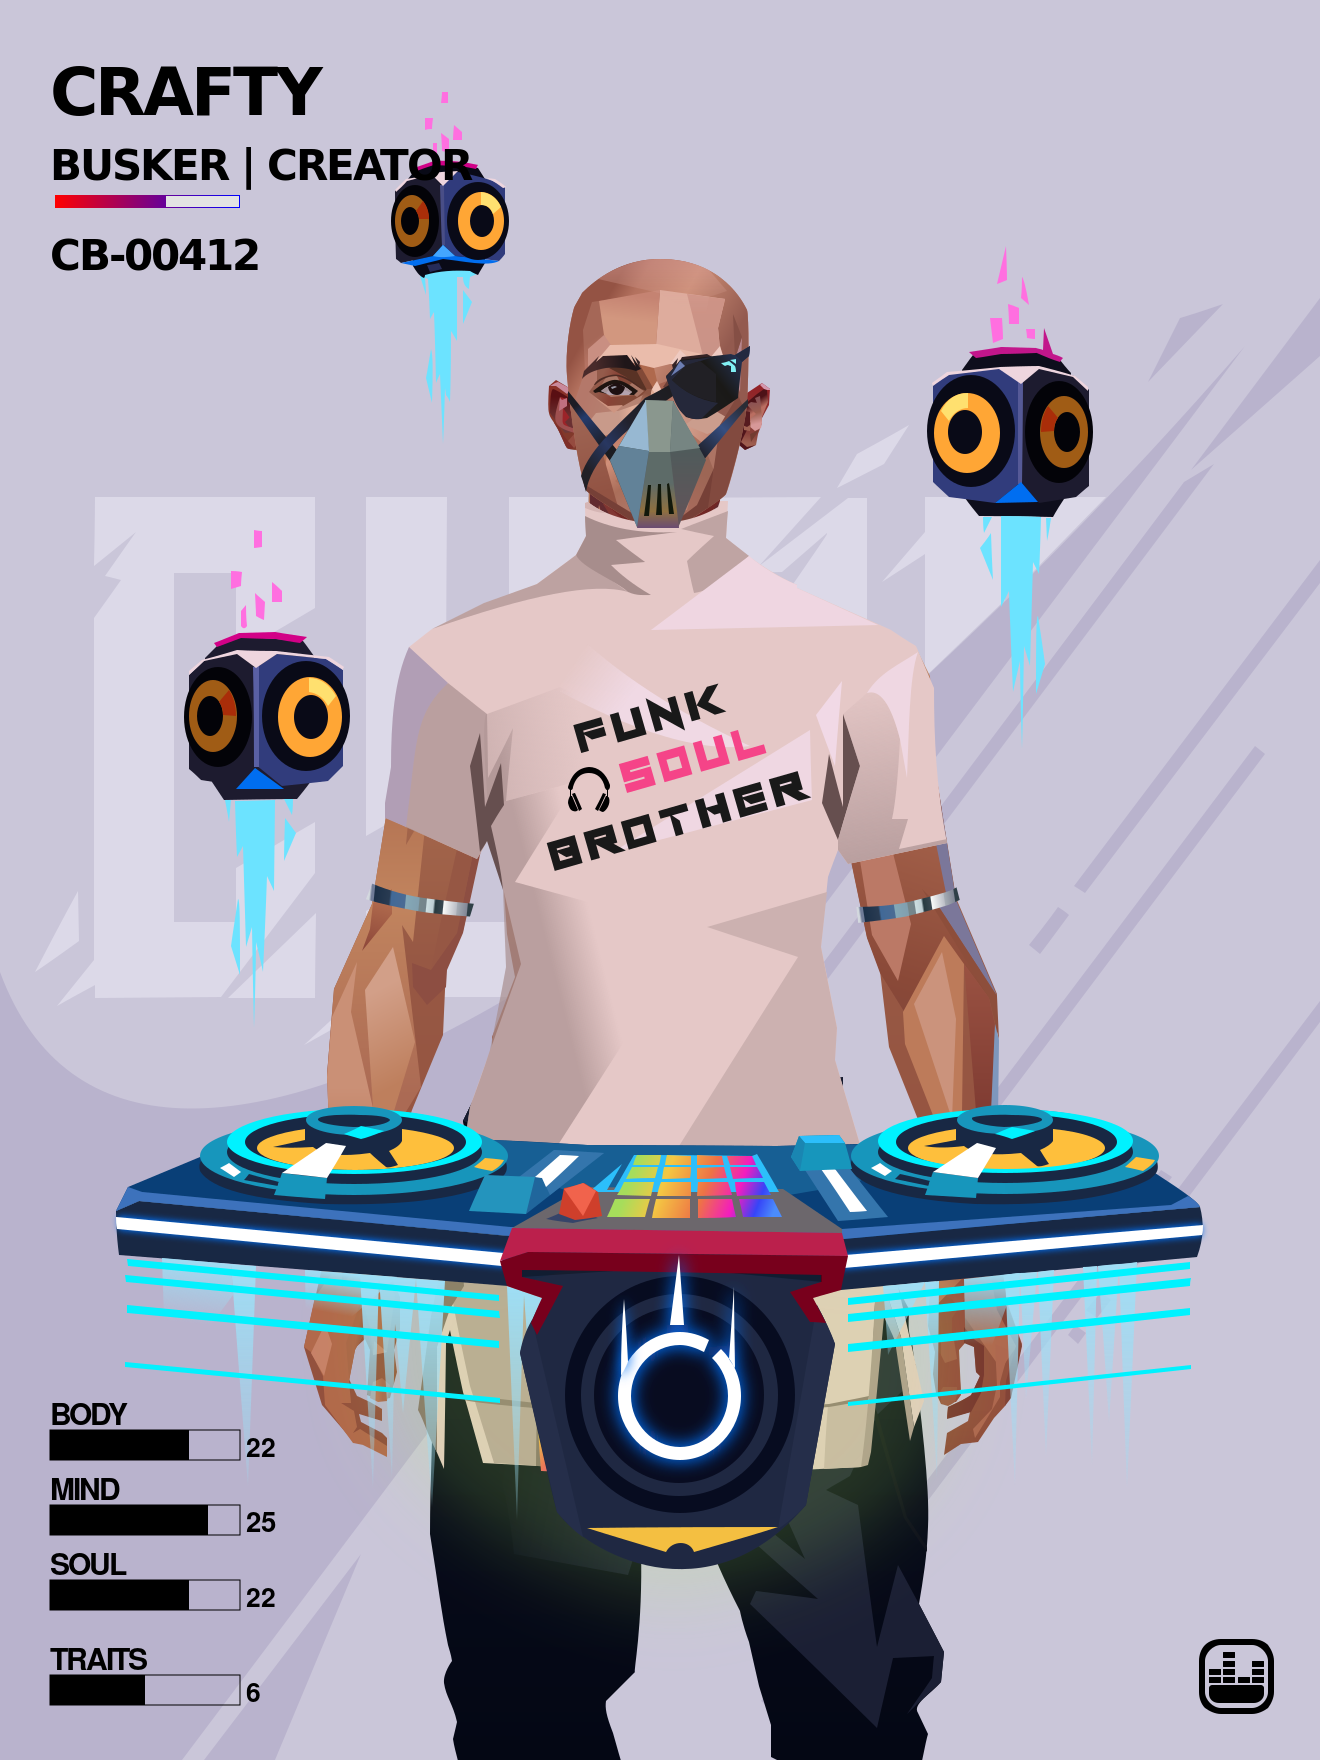 CRAFTY
BUSKER | CREATOR
CB-00412
FUNK
SOUL
BROTHER
BODY
22
MIND
25
SOUL
22
TRAITS
6